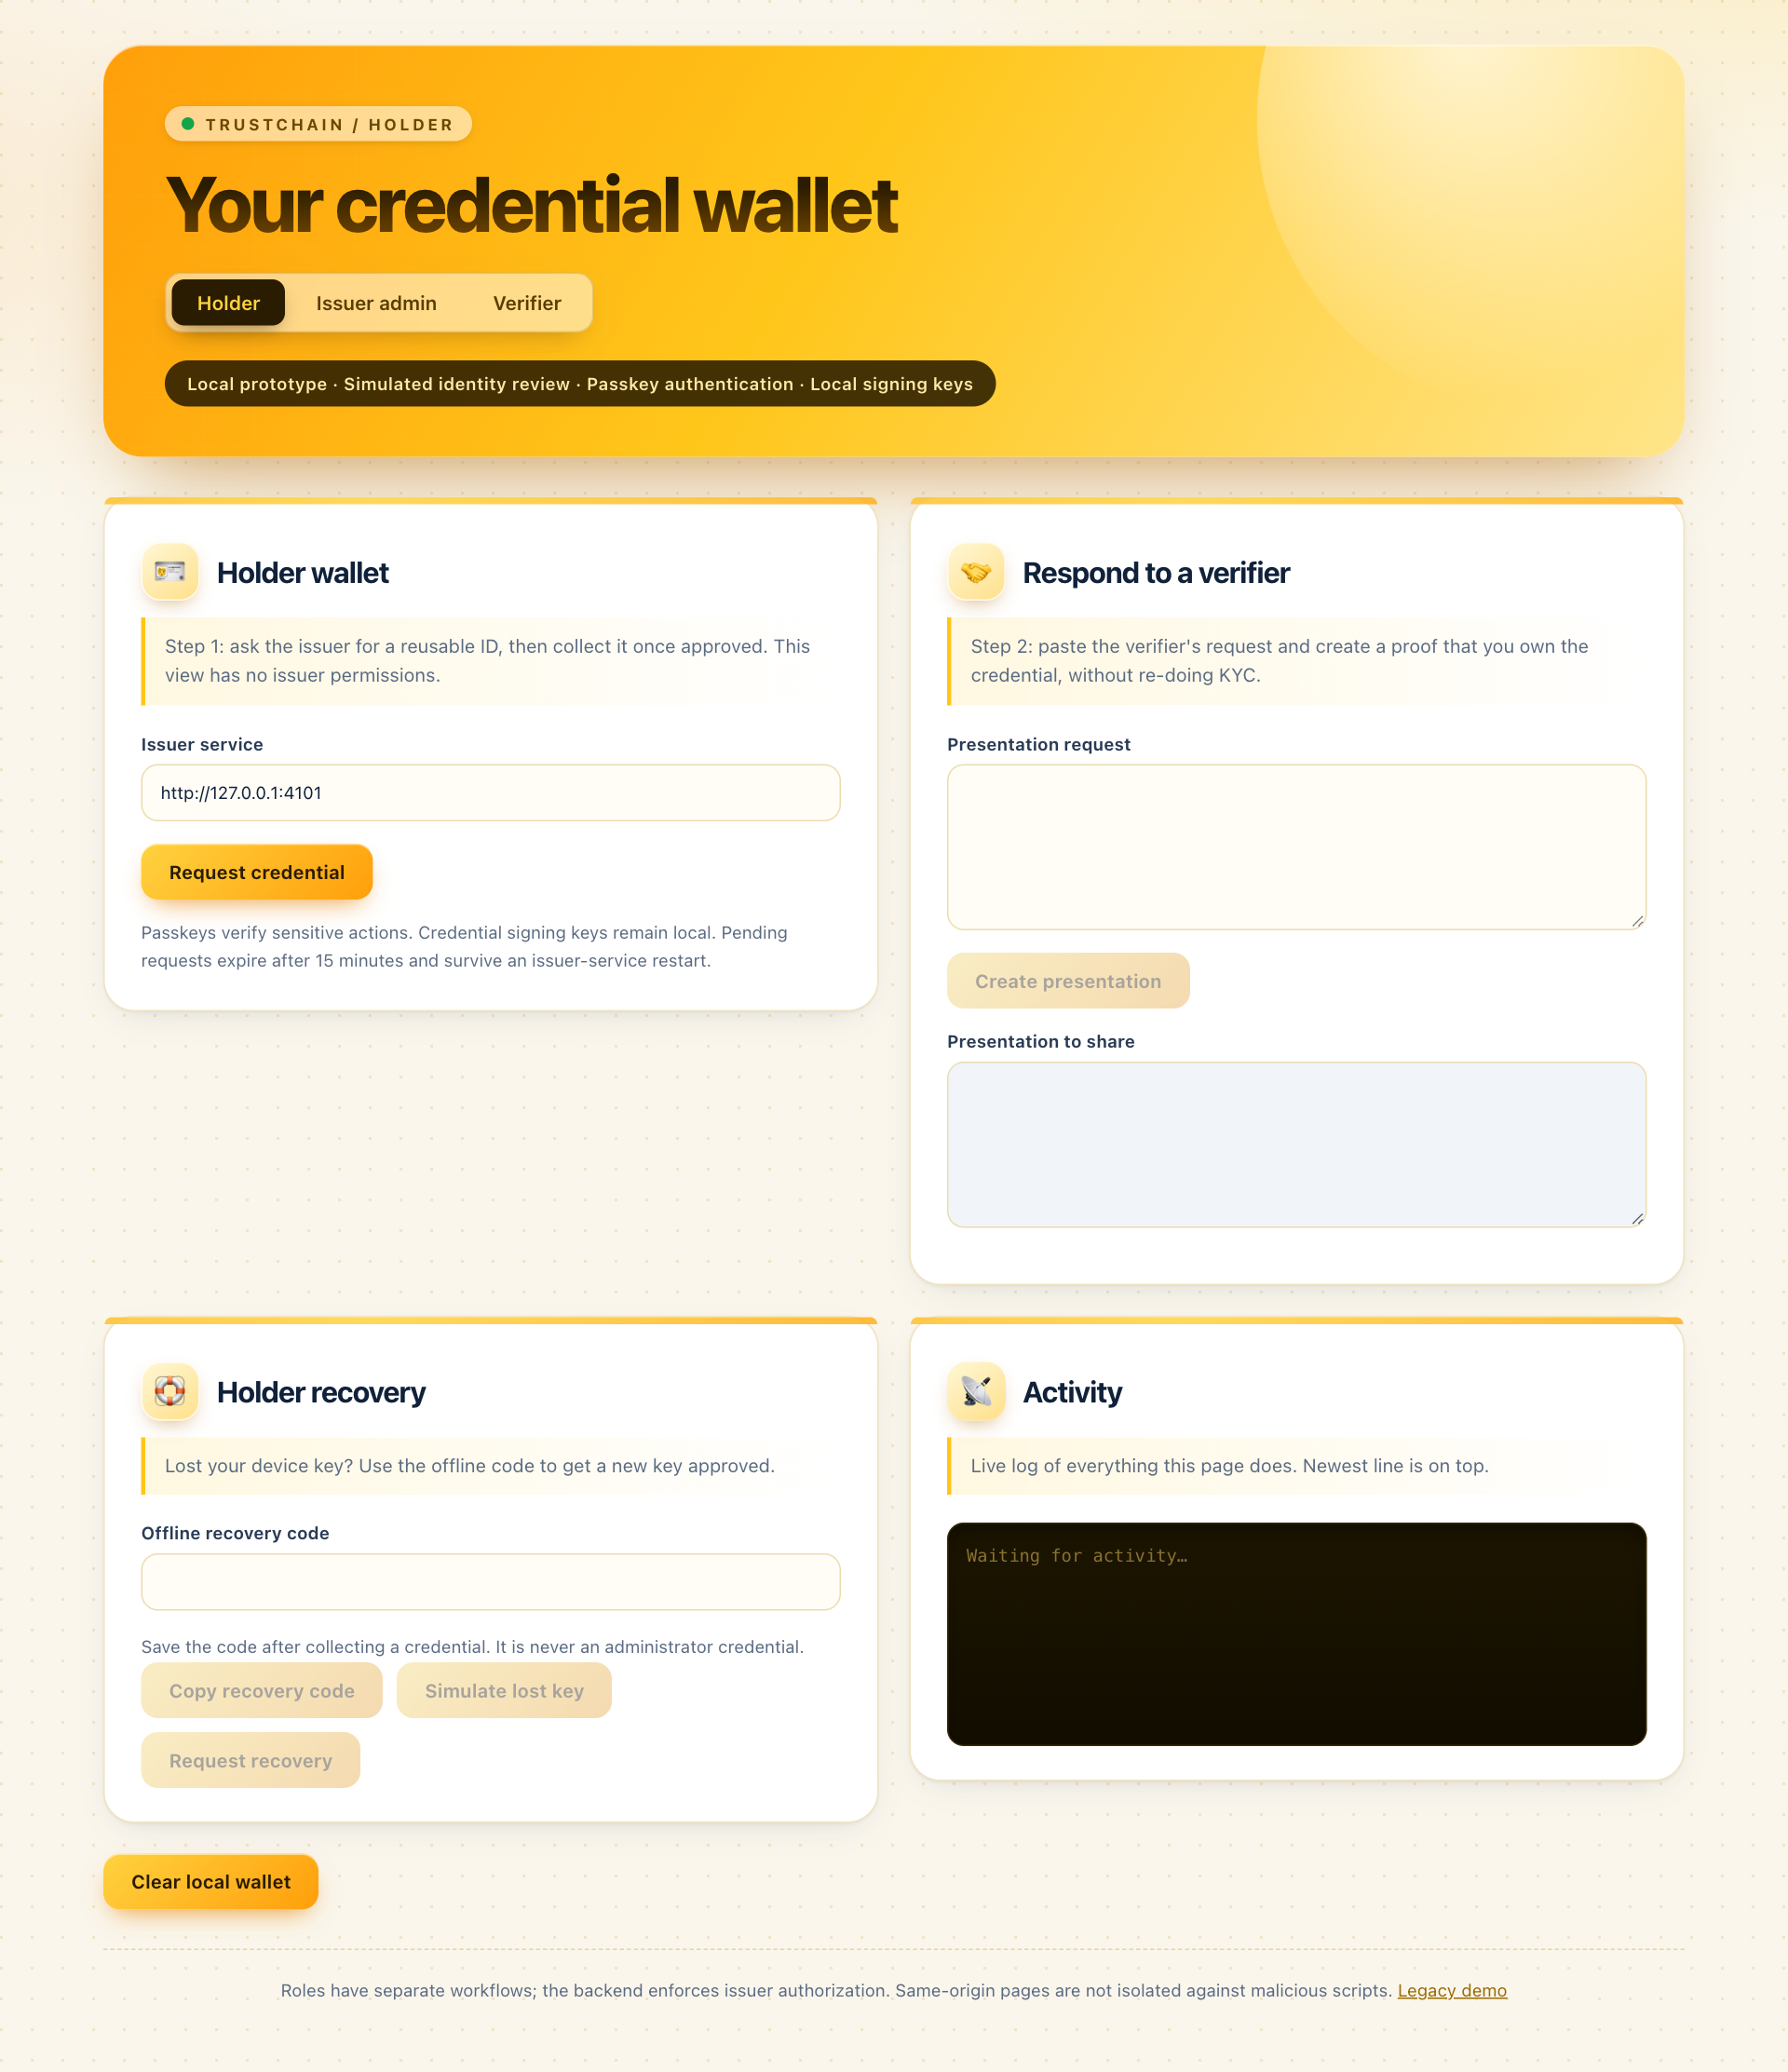 TRUSTCHAIN / HOLDER
Your credential wallet
Holder
Issuer admin
Verifier
Local prototype · Simulated identity review · Passkey authentication · Local signing keys
Holder wallet
Step 1: ask the issuer for a reusable ID, then collect it once approved. This
view has no issuer permissions.
Issuer service
http://127.0.0.1:4101
Request credential
Passkeys verify sensitive actions. Credential signing keys remain local. Pending
requests expire after 15 minutes and survive an issuer-service restart.
Respond to a verifier
Step 2: paste the verifier's request and create a proof that you own the
credential, without re-doing KYC.
Presentation request
Create presentation
Presentation to share
Holder recovery
Lost your device key? Use the offline code to get a new key approved.
Offline recovery code
Save the code after collecting a credential. It is never an administrator credential.
Copy recovery code
Simulate lost key
Request recovery
Activity
Live log of everything this page does. Newest line is on top.
Waiting for activity…
Clear local wallet
Roles have separate workflows; the backend enforces issuer authorization. Same-origin pages are not isolated against malicious scripts. Legacy demo